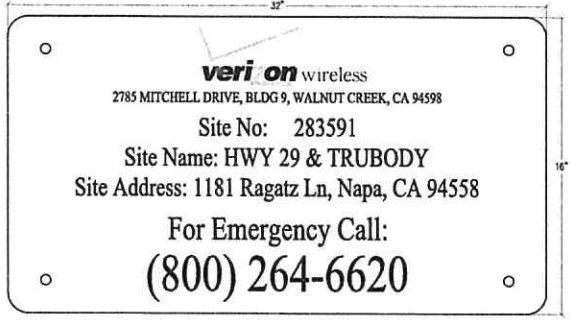 32"
verizon wireless
2785 MITCHELL DRIVE, BLDG 9, WALNUT CREEK, CA 94598
Site No: 283591
Site Name: HWY 29 & TRUBODY
Site Address: 1181 Ragatz Ln, Napa, CA 94558
16"
For Emergency Call:
(800) 264-6620